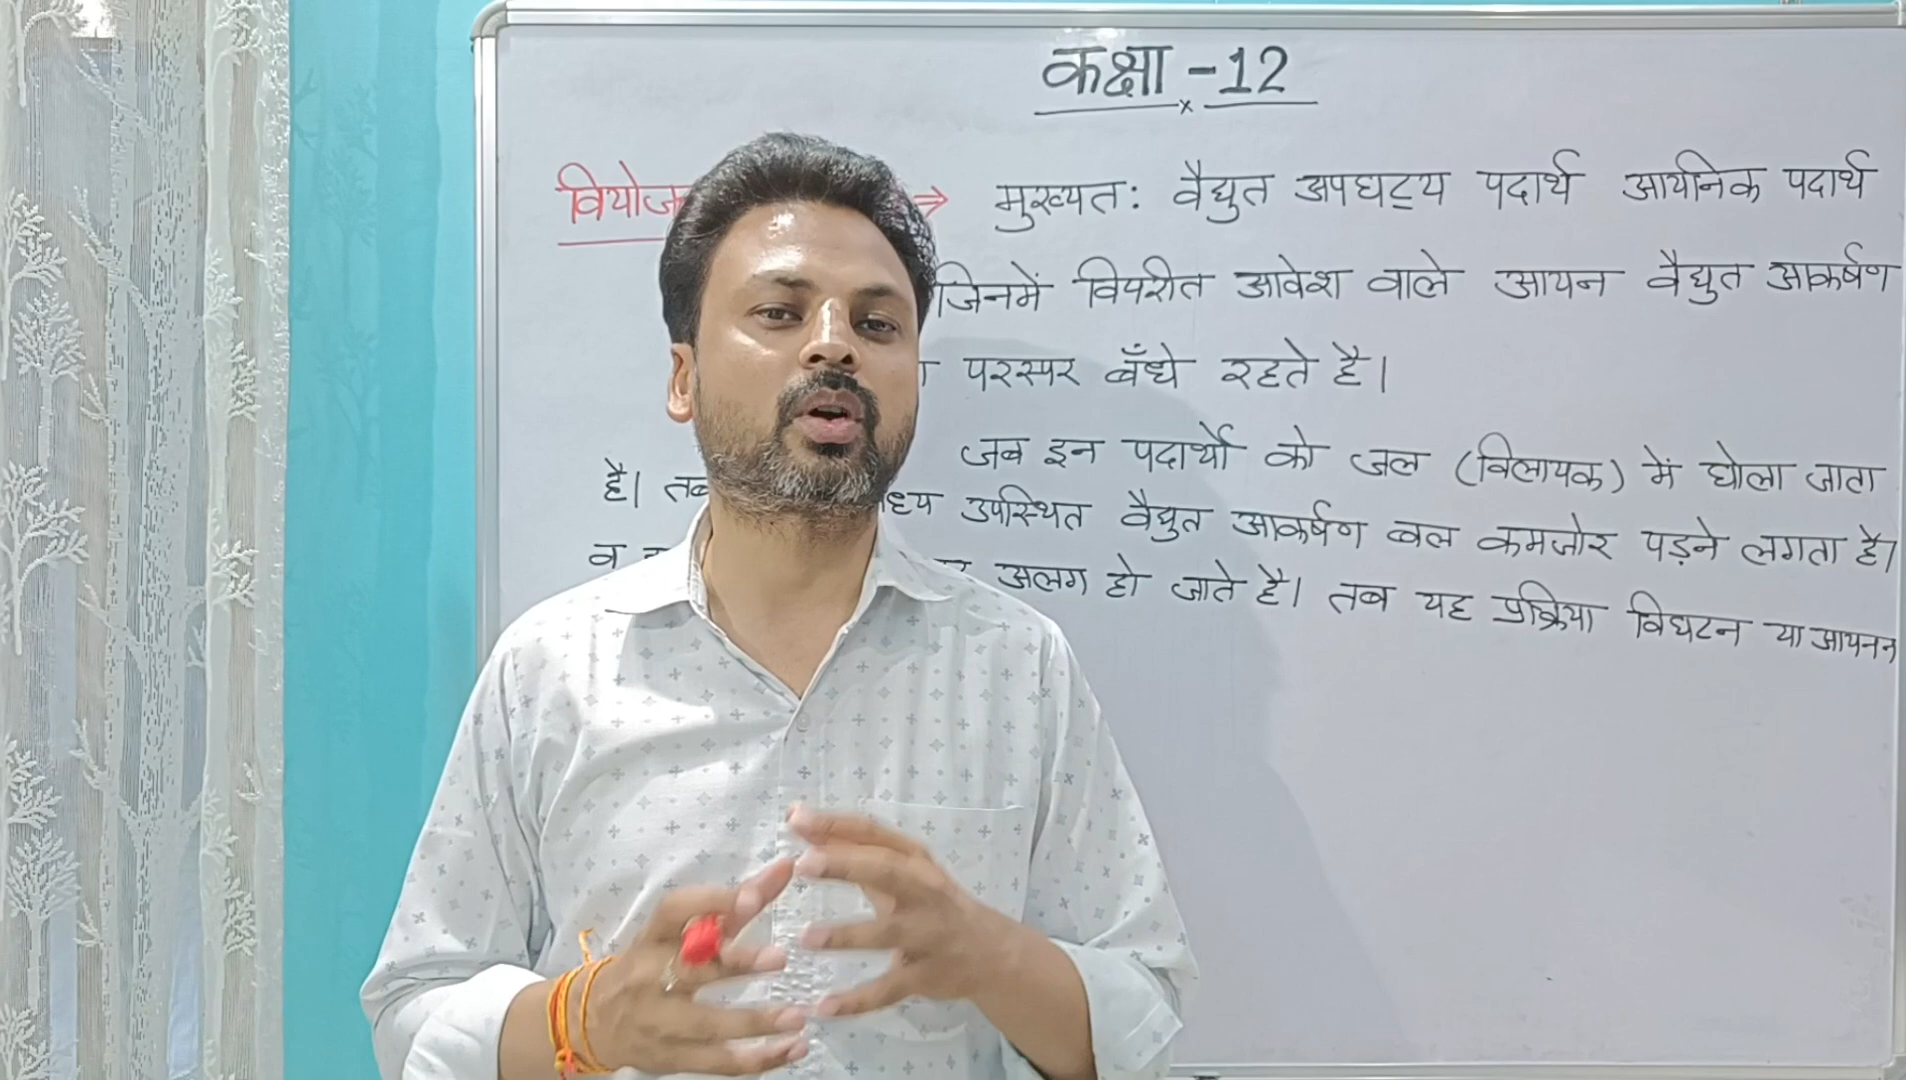 कक्षा - 12
→ मुख्यत: वैद्युत अपघट्य पदार्थ आयनिक पदार्थ
जिनमें विपरीत आवेश वाले आयन वैद्युत आकर्षण
परस्पर बँधे रहते है।
जब इन पदार्थो को जल (विलायक) में घोला जाता
है। तब उपस्थित वैद्युत आकर्षण बल कमजोर पड़ने लगता है।
व अलग हो जाते है। तब यह प्रक्रिया विघटन या आयनन